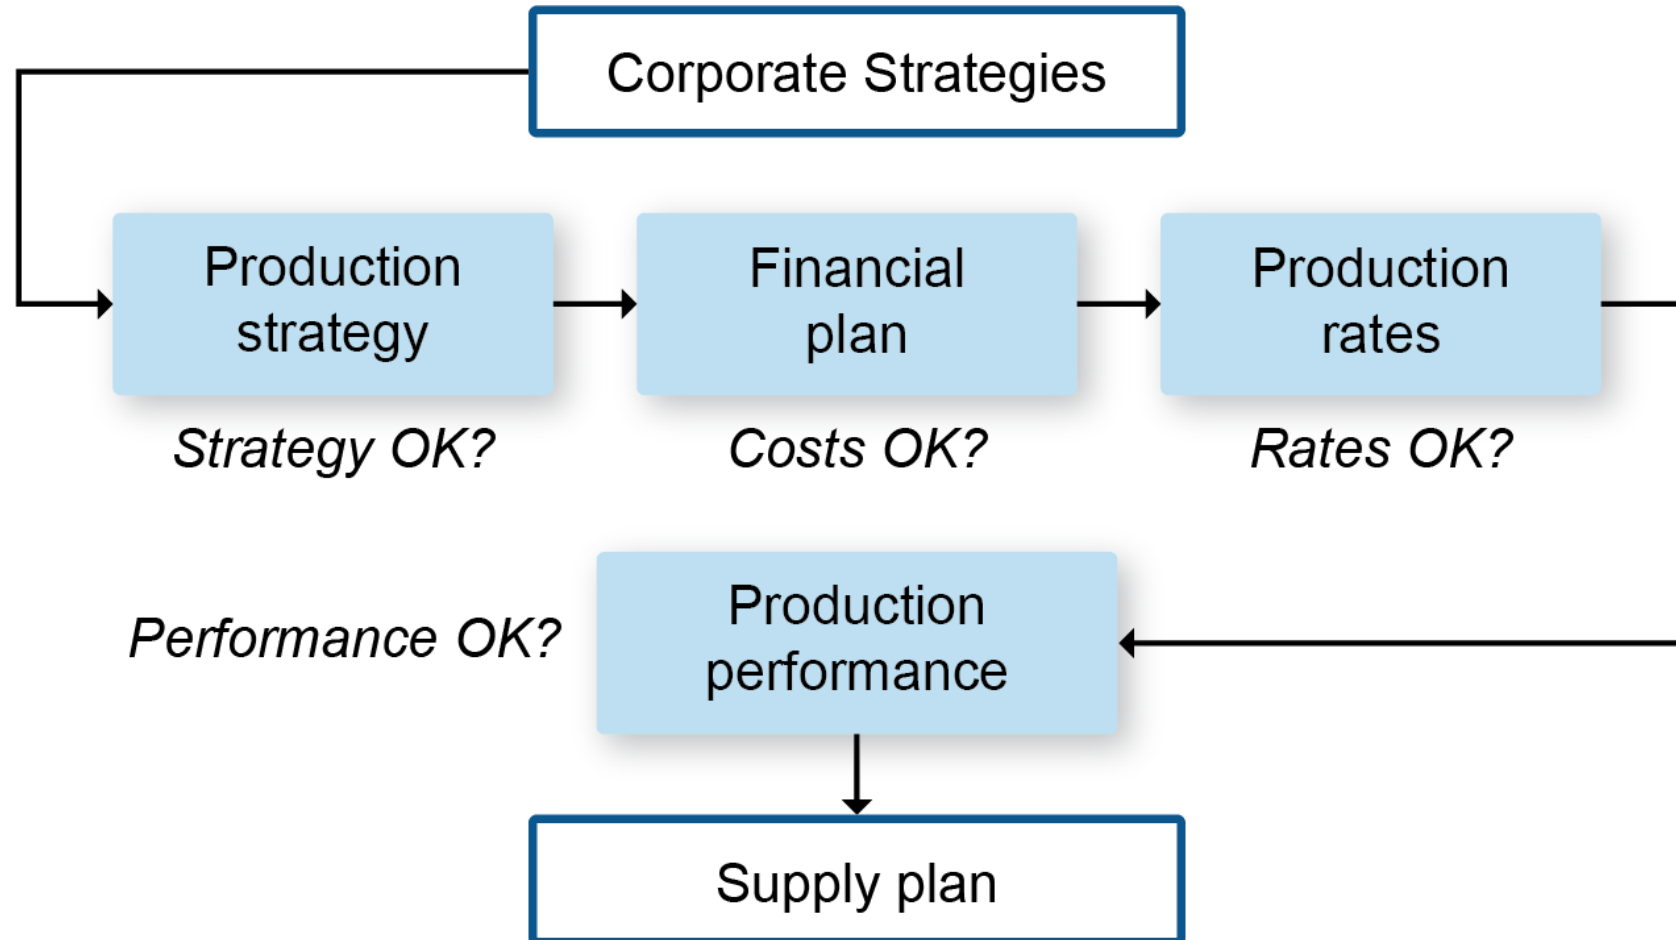 Corporate Strategies
Production
strategy
Financial
plan
Production
rates
Strategy OK?
Costs OK?
Rates OK?
Production
performance
Performance OK?
Supply plan